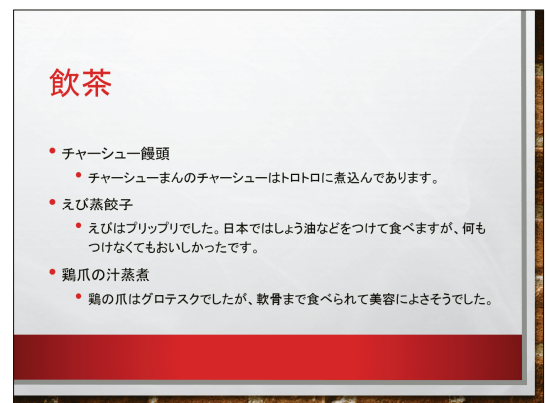 飲茶
• チャーシュー饅頭
• チャーシューまんのチャーシューはトロトロに煮込んであります。
• えび蒸餃子
• えびはプリップリでした。日本ではしょう油などをつけて食べますが、何も
つけなくてもおいしかったです。
• 鶏爪の汁蒸煮
• 鶏の爪はグロテスクでしたが、軟骨まで食べられて美容によさそうでした。